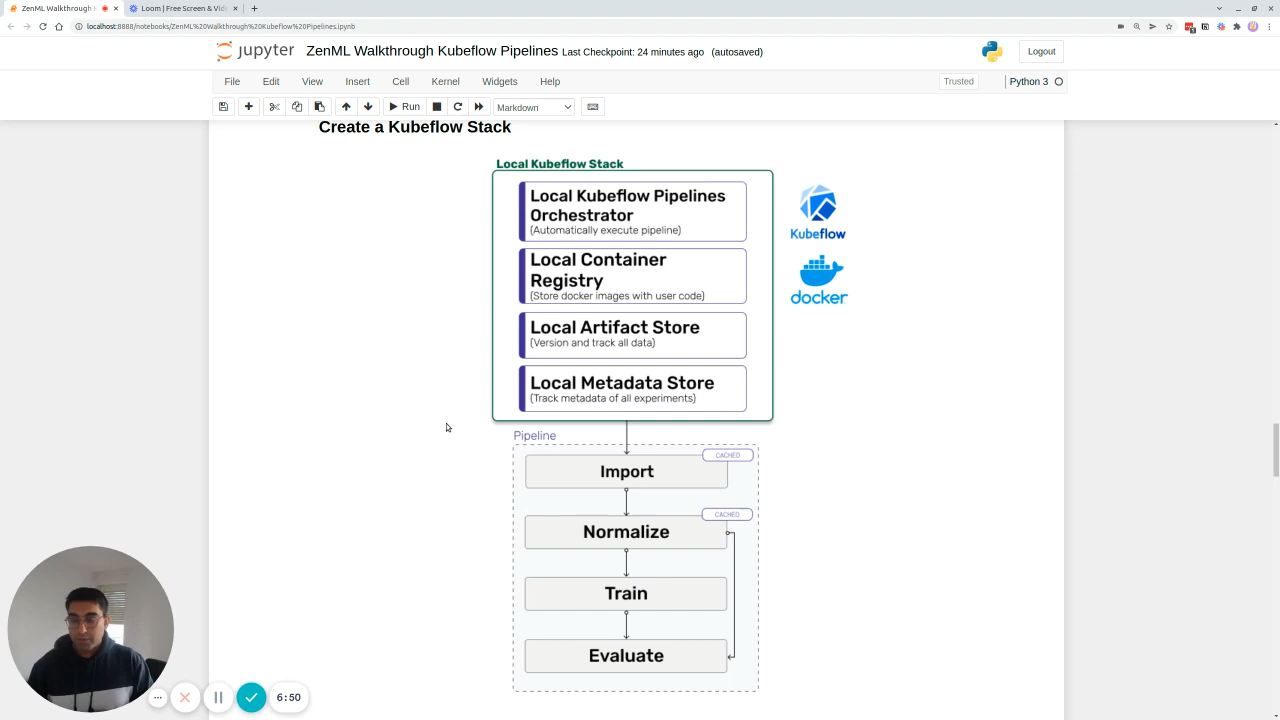 ZenML Walkthrough K
Loom | Free Screen & Vide
localhost:8888/notebooks/ZenML%20Walkthrough%20Kubeflow%20Pipelines.ipynb
jupyter ZenML Walkthrough Kubeflow Pipelines Last Checkpoint: 24 minutes ago (autosaved)
Logout
File Edit View Insert Cell Kernel Widgets Help
Trusted
Python 3
Run
Markdown
Create a Kubeflow Stack
Local Kubeflow Stack
Local Kubeflow Pipelines
Orchestrator
(Automatically execute pipeline)
Kubeflow
Local Container
Registry
(Store docker images with user code)
docker
Local Artifact Store
(Version and track all data)
Local Metadata Store
(Track metadata of all experiments)
Pipeline
CACHED
Import
CACHED
Normalize
Train
Evaluate
6:50